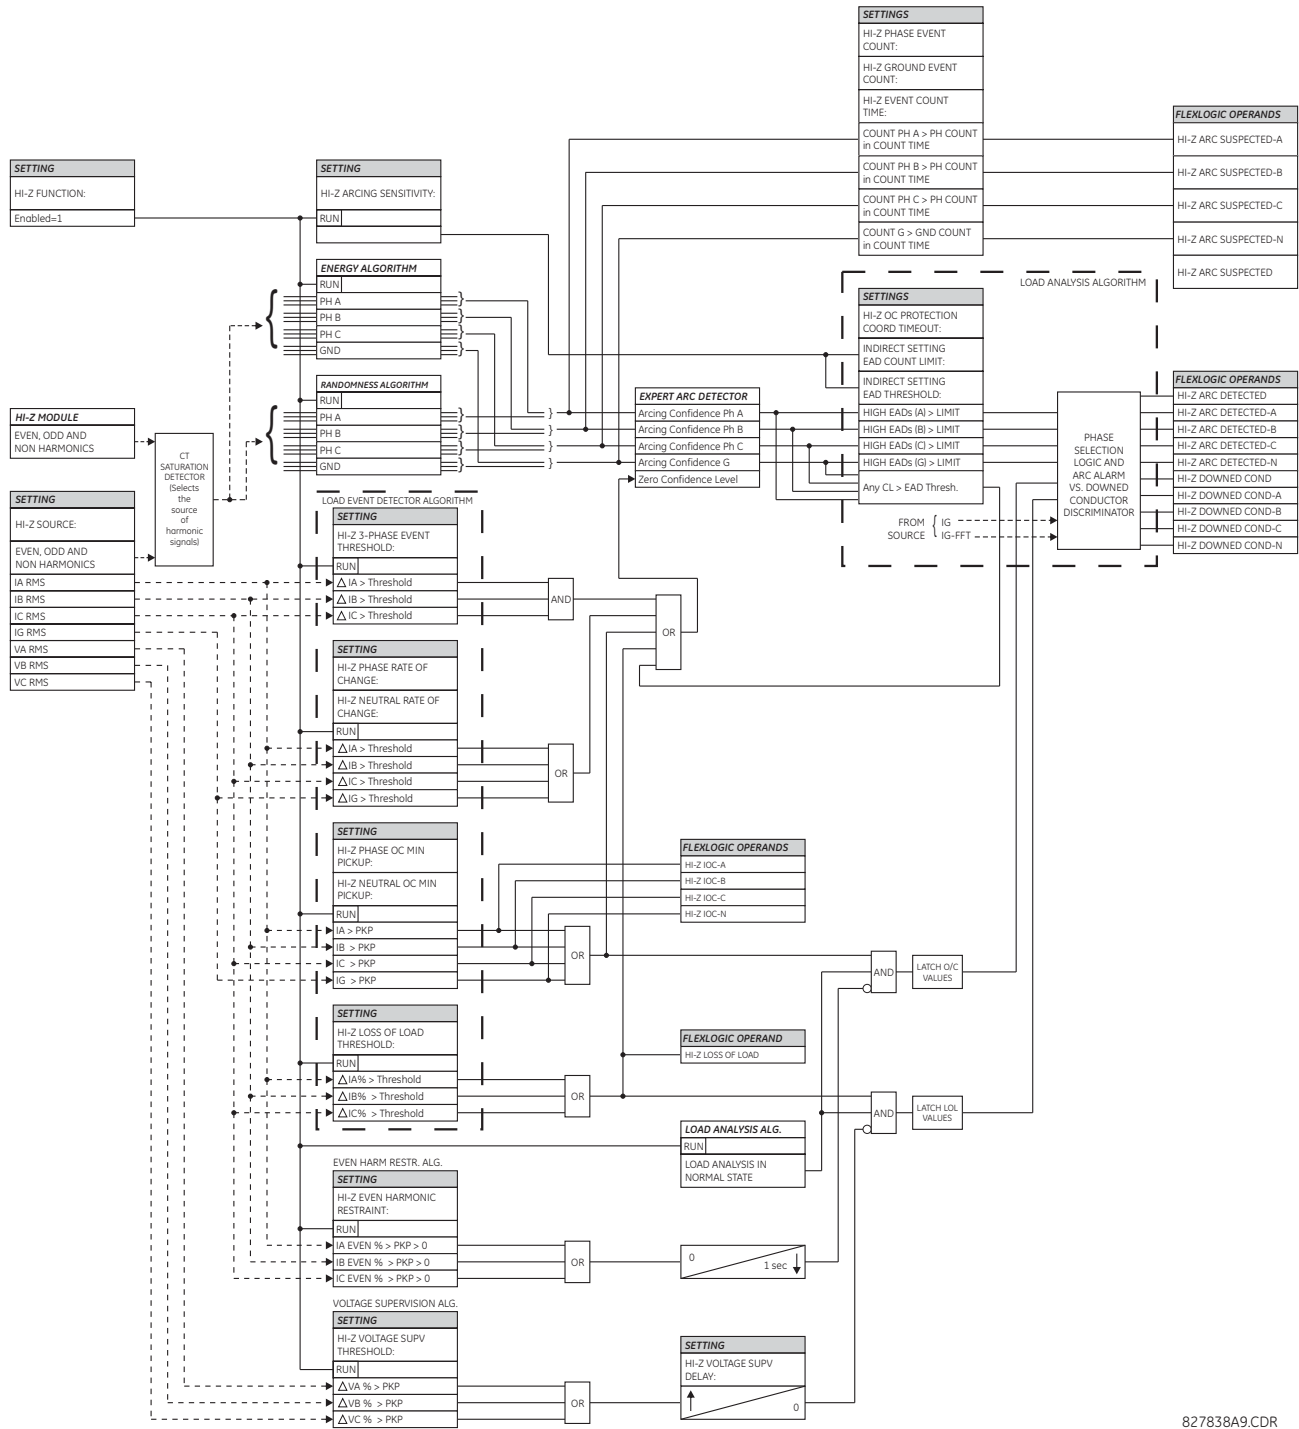 SETTING
HI-Z FUNCTION:
Enabled=1
HI-Z MODULE
EVEN, ODD AND
NON HARMONICS
SETTING
HI-Z SOURCE:
EVEN, ODD AND
NON HARMONICS
IA RMS
IB RMS
IC RMS
IG RMS
VA RMS
VB RMS
VC RMS
CT
SATURATION
DETECTOR
(Selects
the
source
of
harmonic
signals)
SETTING
HI-Z ARCING SENSITIVITY:
RUN
ENERGY ALGORITHM
RUN
PH A
PH B
PH C
GND
RANDOMNESS ALGORITHM
RUN
PH A
PH B
PH C
GND
LOAD EVENT DETECTOR ALGORITHM
SETTING
HI-Z 3-PHASE EVENT
THRESHOLD:
RUN
△ IA > Threshold
△ IB > Threshold
△ IC > Threshold
AND
SETTING
HI-Z PHASE RATE OF
CHANGE:
HI-Z NEUTRAL RATE OF
CHANGE:
RUN
△IA > Threshold
△IB > Threshold
△IC > Threshold
△IG > Threshold
OR
OR
SETTING
HI-Z PHASE OC MIN
PICKUP:
HI-Z NEUTRAL OC MIN
PICKUP:
RUN
IA > PKP
IB > PKP
IC > PKP
IG > PKP
OR
SETTING
HI-Z LOSS OF LOAD
THRESHOLD:
RUN
△IA% > Threshold
△IB% > Threshold
△IC% > Threshold
OR
EVEN HARM RESTR. ALG.
SETTING
HI-Z EVEN HARMONIC
RESTRAINT:
RUN
IA EVEN % > PKP > 0
IB EVEN % > PKP > 0
IC EVEN % > PKP > 0
OR
VOLTAGE SUPERVISION ALG.
SETTING
HI-Z VOLTAGE SUPV
THRESHOLD:
RUN
△VA % > PKP
△VB % > PKP
△VC % > PKP
OR
EXPERT ARC DETECTOR
Arcing Confidence Ph A
Arcing Confidence Ph B
Arcing Confidence Ph C
Arcing Confidence G
Zero Confidence Level
FLEXLOGIC OPERANDS
HI-Z IOC-A
HI-Z IOC-B
HI-Z IOC-C
HI-Z IOC-N
FLEXLOGIC OPERAND
HI-Z LOSS OF LOAD
LOAD ANALYSIS ALG.
RUN
LOAD ANALYSIS IN
NORMAL STATE
0
1 sec
SETTING
HI-Z VOLTAGE SUPV
DELAY:
0
AND
LATCH O/C
VALUES
AND
LATCH LOL
VALUES
SETTINGS
HI-Z PHASE EVENT
COUNT:
HI-Z GROUND EVENT
COUNT:
HI-Z EVENT COUNT
TIME:
COUNT PH A > PH COUNT
in COUNT TIME
COUNT PH B > PH COUNT
in COUNT TIME
COUNT PH C > PH COUNT
in COUNT TIME
COUNT G > GND COUNT
in COUNT TIME
LOAD ANALYSIS ALGORITHM
SETTINGS
HI-Z OC PROTECTION
COORD TIMEOUT:
INDIRECT SETTING
EAD COUNT LIMIT:
INDIRECT SETTING
EAD THRESHOLD:
HIGH EADs (A) > LIMIT
HIGH EADs (B) > LIMIT
HIGH EADs (C) > LIMIT
HIGH EADs (G) > LIMIT
Any CL > EAD Thresh.
FROM
SOURCE
IG
IG-FFT
PHASE
SELECTION
LOGIC AND
ARC ALARM
VS. DOWNED
CONDUCTOR
DISCRIMINATOR
FLEXLOGIC OPERANDS
HI-Z ARC SUSPECTED-A
HI-Z ARC SUSPECTED-B
HI-Z ARC SUSPECTED-C
HI-Z ARC SUSPECTED-N
HI-Z ARC SUSPECTED
FLEXLOGIC OPERANDS
HI-Z ARC DETECTED
HI-Z ARC DETECTED-A
HI-Z ARC DETECTED-B
HI-Z ARC DETECTED-C
HI-Z ARC DETECTED-N
HI-Z DOWNED COND
HI-Z DOWNED COND-A
HI-Z DOWNED COND-B
HI-Z DOWNED COND-C
HI-Z DOWNED COND-N
827838A9.CDR